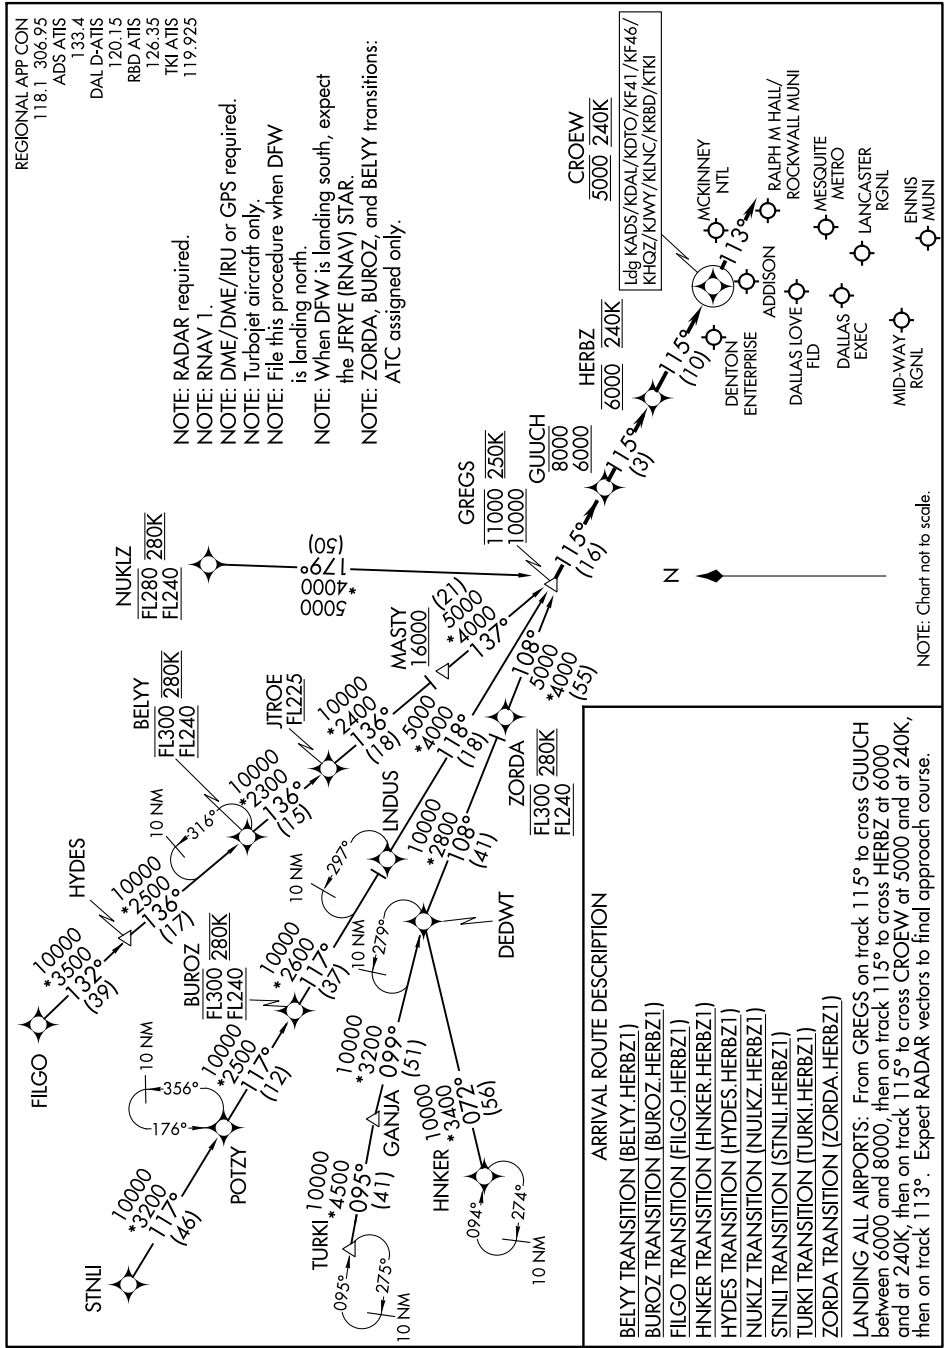 REGIONAL APP CON
118.1 306.95
ADS ATIS
133.4
DAL D-ATIS
120.15
RBD ATIS
126.35
TKI ATIS
119.925
NOTE: RADAR required.
NOTE: RNAV 1.
NOTE: DME/DME/IRU or GPS required.
NOTE: Turbojet aircraft only.
NOTE: File this procedure when DFW
is landing north.
NOTE: When DFW is landing south, expect
the JFRYE (RNAV) STAR.
NOTE: ZORDA, BUROZ, and BELYY transitions:
ATC assigned only.
FILGO
10000
*3500
132°
(39)
HYDES
10000
*2500
136°
(17)
10 NM
316°
BELYY
FL300 280K
FL240
10000
*2300
136°
(15)
JTROE
FL225
10000
*2400
136°
(18)
MASTY
16000
(21)
5000
*4000
137°
NUKLZ
FL280 280K
FL240
5000
*4000
179°
(50)
GREGS
11000 250K
10000
115°
(16)
GUUCH
8000
6000
115°
(3)
HERBZ
6000 240K
115°
(10)
CROEW
5000 240K
Ldg KADS/KDAL/KDTO/KF41/KF46/
KHQZ/KJWY/KLNC/KRBD/KTKI
113°
MCKINNEY
NTL
RALPH M HALL/
ROCKWALL MUNI
ADDISON
DENTON
ENTERPRISE
MESQUITE
METRO
DALLAS LOVE
FLD
LANCASTER
RGNL
DALLAS
EXEC
ENNIS
MUNI
MID-WAY
RGNL
STNLI
10000
*3200
117°
(46)
POTZY
10 NM
356°
176°
10000
*2500
117°
(12)
BUROZ
FL300 280K
FL240
10000
*2600
117°
(37)
10 NM
297°
LNDUS
5000
*4000
118°
(18)
TURKI
10 NM
095°
275°
10000
*4500
095°
(41)
GANJA
10000
*3200
099°
(51)
HNKER
10 NM
094°
274°
10000
*3400
072°
(56)
10 NM
279°
DEDWT
10000
*2800
108°
(41)
ZORDA
FL300 280K
FL240
108°
5000
*4000
(55)
N
NOTE: Chart not to scale.
ARRIVAL ROUTE DESCRIPTION
BELYY TRANSITION (BELYY.HERBZ1)
BUROZ TRANSITION (BUROZ.HERBZ1)
FILGO TRANSITION (FILGO.HERBZ1)
HNKER TRANSITION (HNKER.HERBZ1)
HYDES TRANSITION (HYDES.HERBZ1)
NUKLZ TRANSITION (NULKZ.HERBZ1)
STNLI TRANSITION (STNLI.HERBZ1)
TURKI TRANSITION (TURKI.HERBZ1)
ZORDA TRANSITION (ZORDA.HERBZ1)
LANDING ALL AIRPORTS: From GREGS on track 115° to cross GUUCH
between 6000 and 8000, then on track 115° to cross HERBZ at 6000
and at 240K, then on track 115° to cross CROEW at 5000 and at 240K,
then on track 113°. Expect RADAR vectors to final approach course.